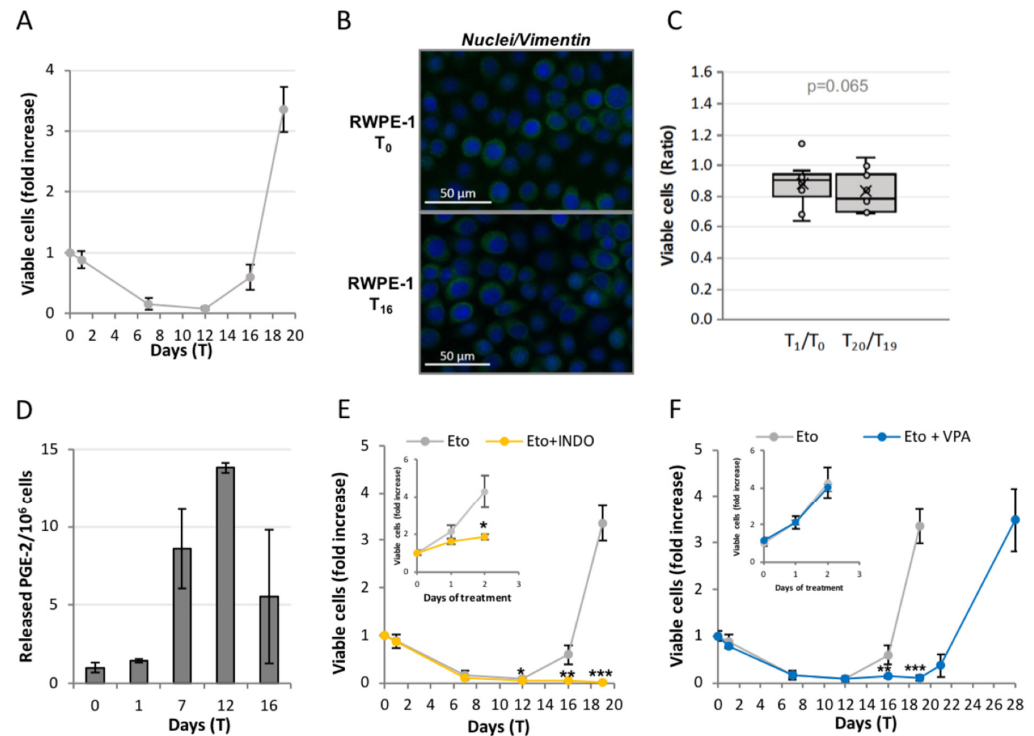 A
Viable cells (fold increase)
4
3
2
1
0
0 2 4 6 8 10 12 14 16 18 20
Days (T)
B
Nuclei/Vimentin
RWPE-1
T0
50 µm
RWPE-1
T16
50 µm
C
Viable cells (Ratio)
1.6
1.4
1.2
1.0
0.8
0.6
0.4
0.2
0.0
p=0.065
T1/T0 T20/T19
D
Released PGE-2/10^6 cells
15
10
5
0
0 1 7 12 16
Days (T)
E
Eto Eto+INDO
Viable cells (fold increase)
5
4
3
2
1
0
Viable cells (fold increase)
6
4
2
0
0 1 2 3
Days of treatment
*
* ** ***
0 2 4 6 8 10 12 14 16 18 20
Days (T)
F
Eto Eto + VPA
Viable cells (fold increase)
5
4
3
2
1
0
Viable cells (fold increase)
6
4
2
0
0 1 2 3
Days of treatment
** ***
0 2 4 6 8 10 12 14 16 18 20 22 24 26 28
Days (T)